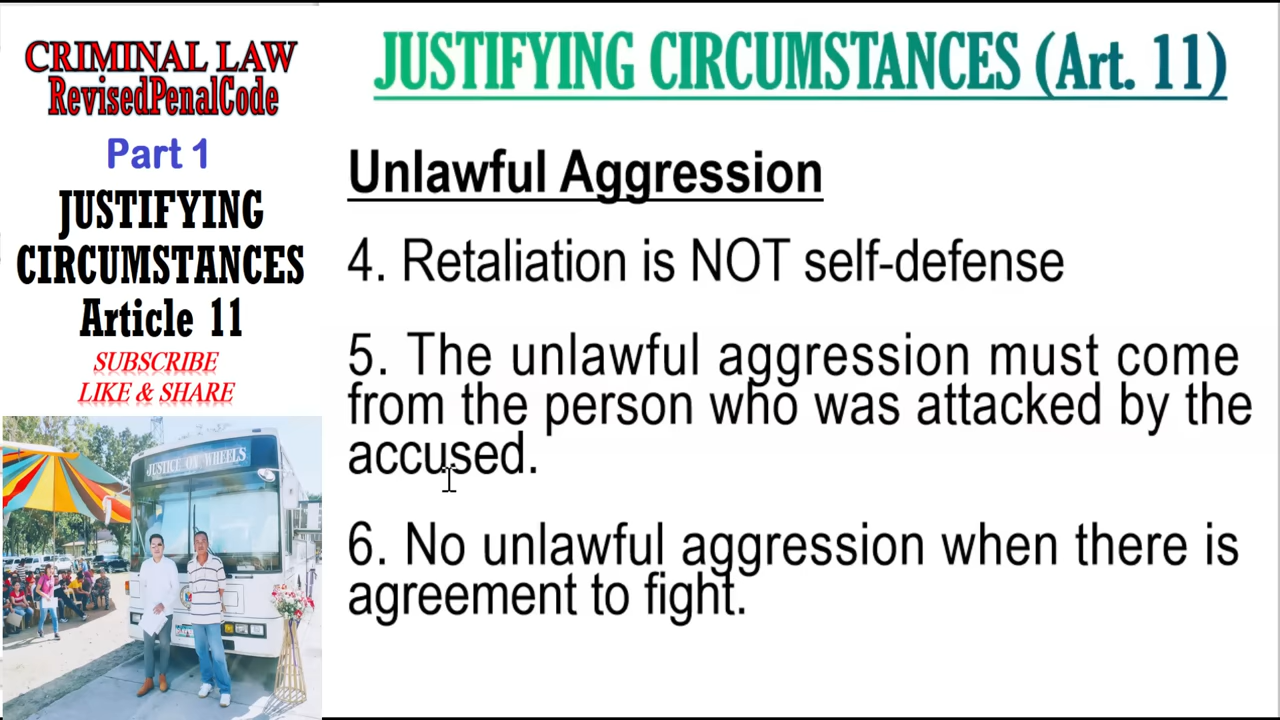 CRIMINAL LAW
RevisedPenalCode
Part 1
JUSTIFYING
CIRCUMSTANCES
Article 11
SUBSCRIBE
LIKE & SHARE
JUSTICE ON WHEELS
JUSTIFYING CIRCUMSTANCES (Art. 11)
Unlawful Aggression
4. Retaliation is NOT self-defense
5. The unlawful aggression must come
from the person who was attacked by the
accused.
6. No unlawful aggression when there is
agreement to fight.